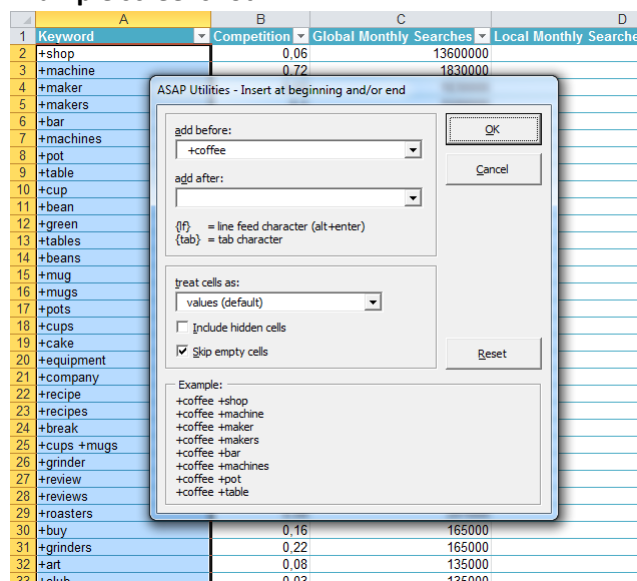 A B C D
1 Keyword Competition Global Monthly Searches Local Monthly Searche
2 +shop 0,06 13600000
3 +machine 0,72 1830000
4 +maker
5 +makers
6 +bar
7 +machines
8 +pot
9 +table
10 +cup
11 +bean
12 +green
13 +tables
14 +beans
15 +mug
16 +mugs
17 +pots
18 +cups
19 +cake
20 +equipment
21 +company
22 +recipe
23 +recipes
24 +break
25 +cups +mugs
26 +grinder
27 +review
28 +reviews
29 +roasters
30 +buy 0,16 165000
31 +grinders 0,22 165000
32 +art 0,08 135000
33 +club 0,03 135000
ASAP Utilities - Insert at beginning and/or end
add before:
+coffee
add after:
{lf} = line feed character (alt+enter)
{tab} = tab character
treat cells as:
values (default)
Include hidden cells
Skip empty cells
OK
Cancel
Reset
Example:
+coffee +shop
+coffee +machine
+coffee +maker
+coffee +makers
+coffee +bar
+coffee +machines
+coffee +pot
+coffee +table